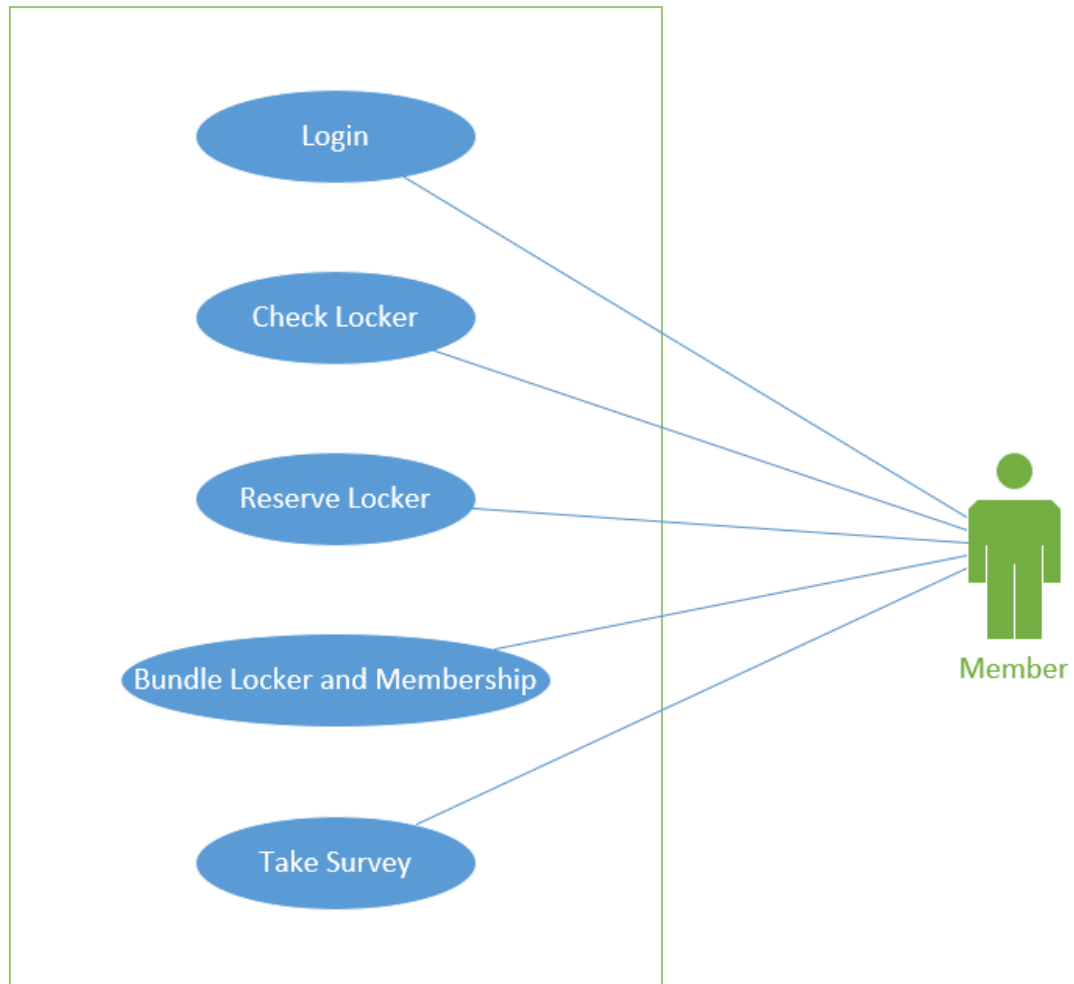 Login
Check Locker
Reserve Locker
Bundle Locker and Membership
Member
Take Survey